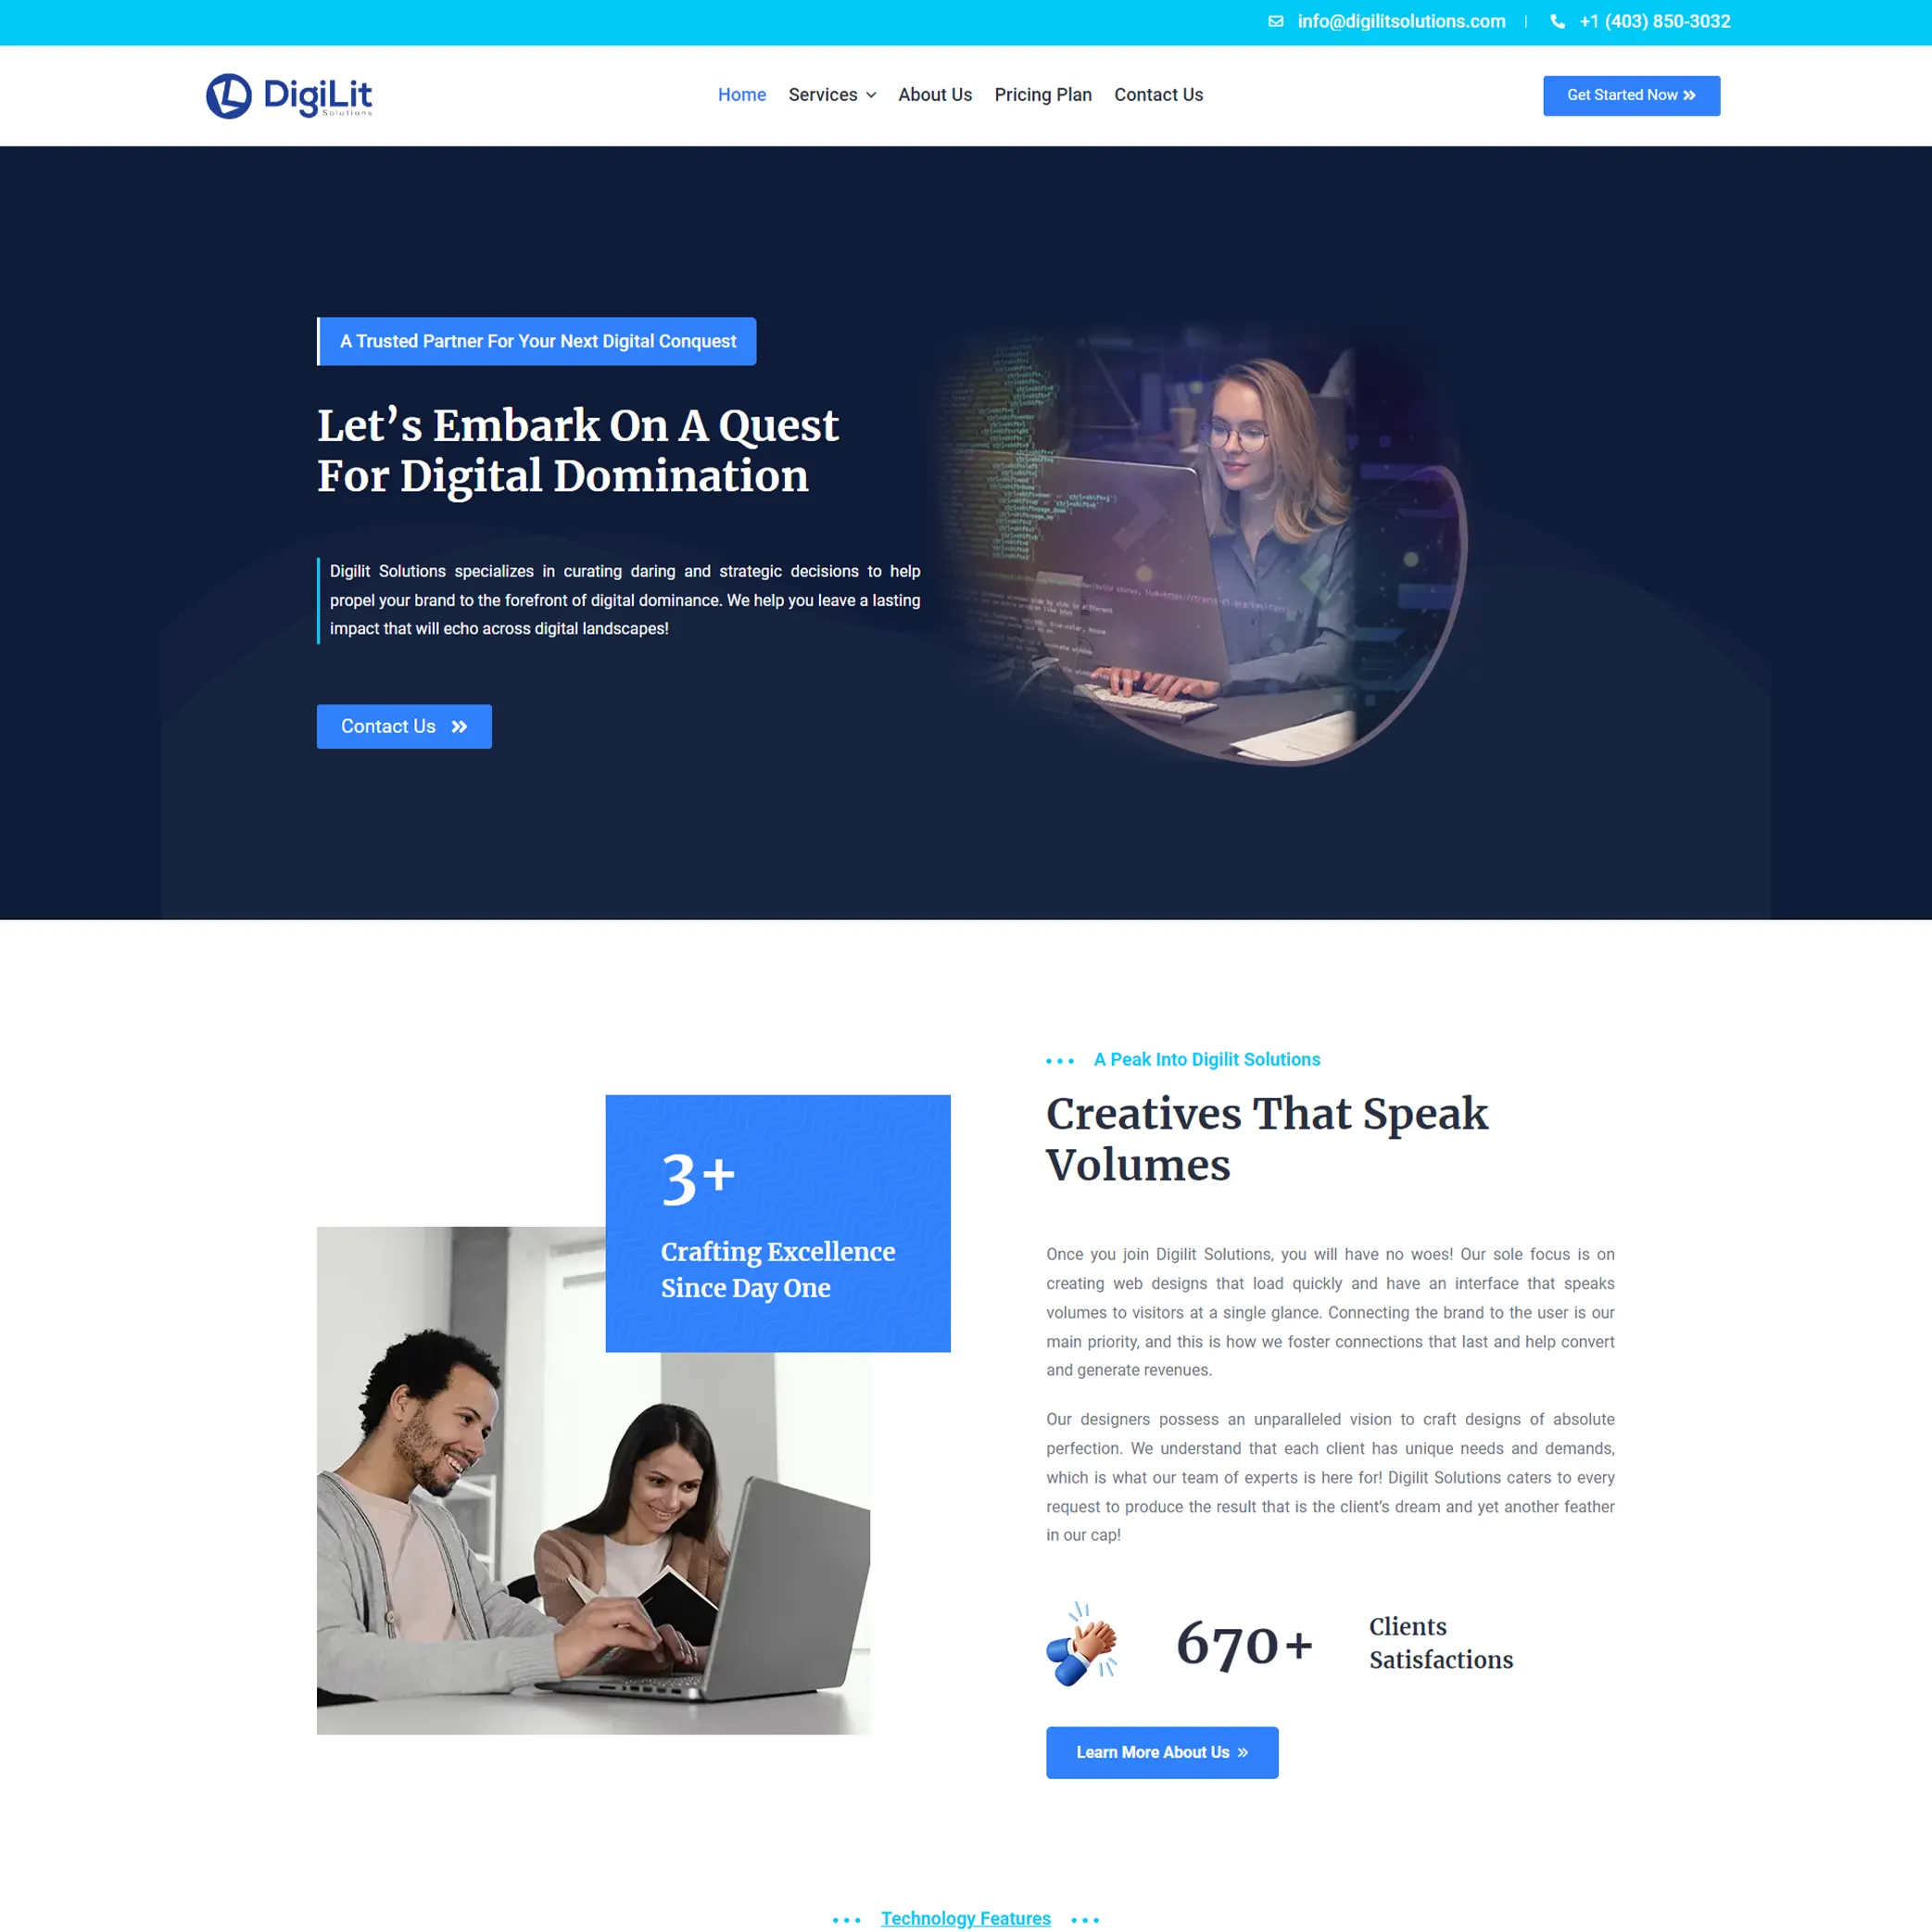 info@digilitsolutions.com | +1 (403) 850-3032
DigiLit
Solutions
Home Services About Us Pricing Plan Contact Us
Get Started Now
A Trusted Partner For Your Next Digital Conquest
Let’s Embark On A Quest
For Digital Domination
Digilit Solutions specializes in curating daring and strategic decisions to help
propel your brand to the forefront of digital dominance. We help you leave a lasting
impact that will echo across digital landscapes!
Contact Us
3+
Crafting Excellence
Since Day One
A Peak Into Digilit Solutions
Creatives That Speak
Volumes
Once you join Digilit Solutions, you will have no woes! Our sole focus is on
creating web designs that load quickly and have an interface that speaks
volumes to visitors at a single glance. Connecting the brand to the user is our
main priority, and this is how we foster connections that last and help convert
and generate revenues.
Our designers possess an unparalleled vision to craft designs of absolute
perfection. We understand that each client has unique needs and demands,
which is what our team of experts is here for! Digilit Solutions caters to every
request to produce the result that is the client’s dream and yet another feather
in our cap!
670+
Clients
Satisfactions
Learn More About Us
Technology Features